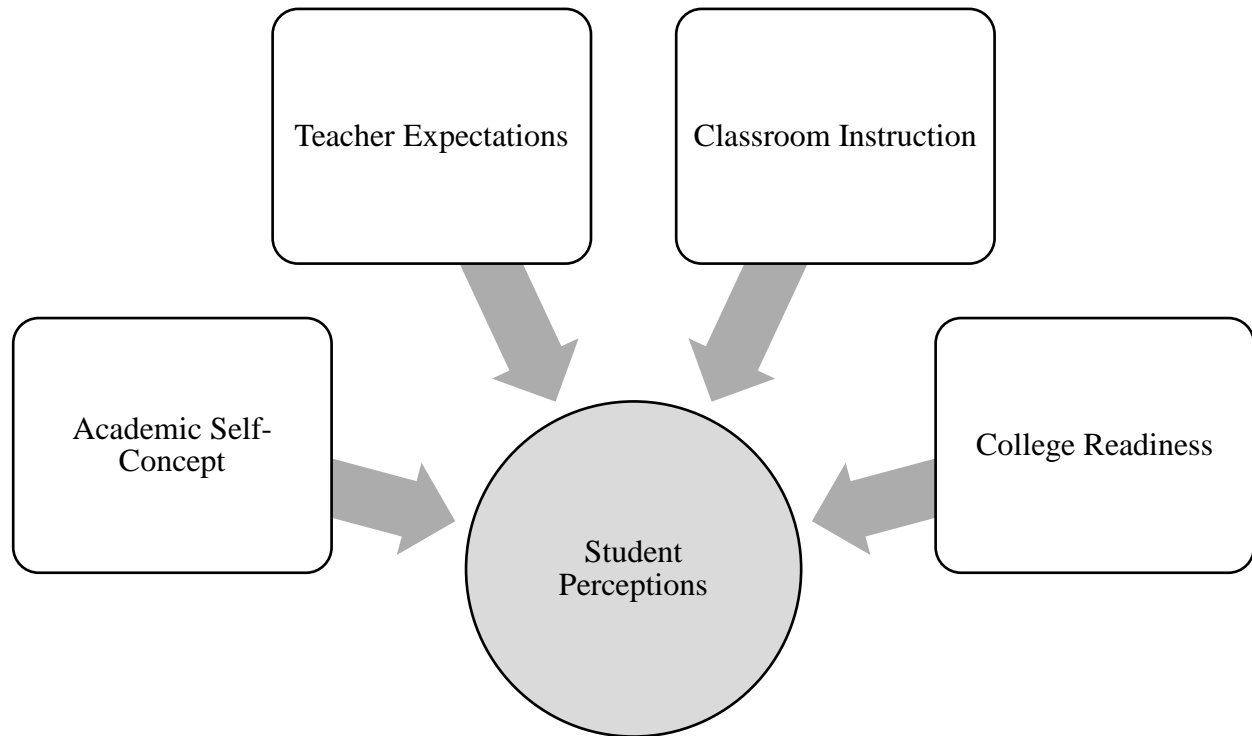 Teacher Expectations
Classroom Instruction
Academic Self-
Concept
College Readiness
Student
Perceptions